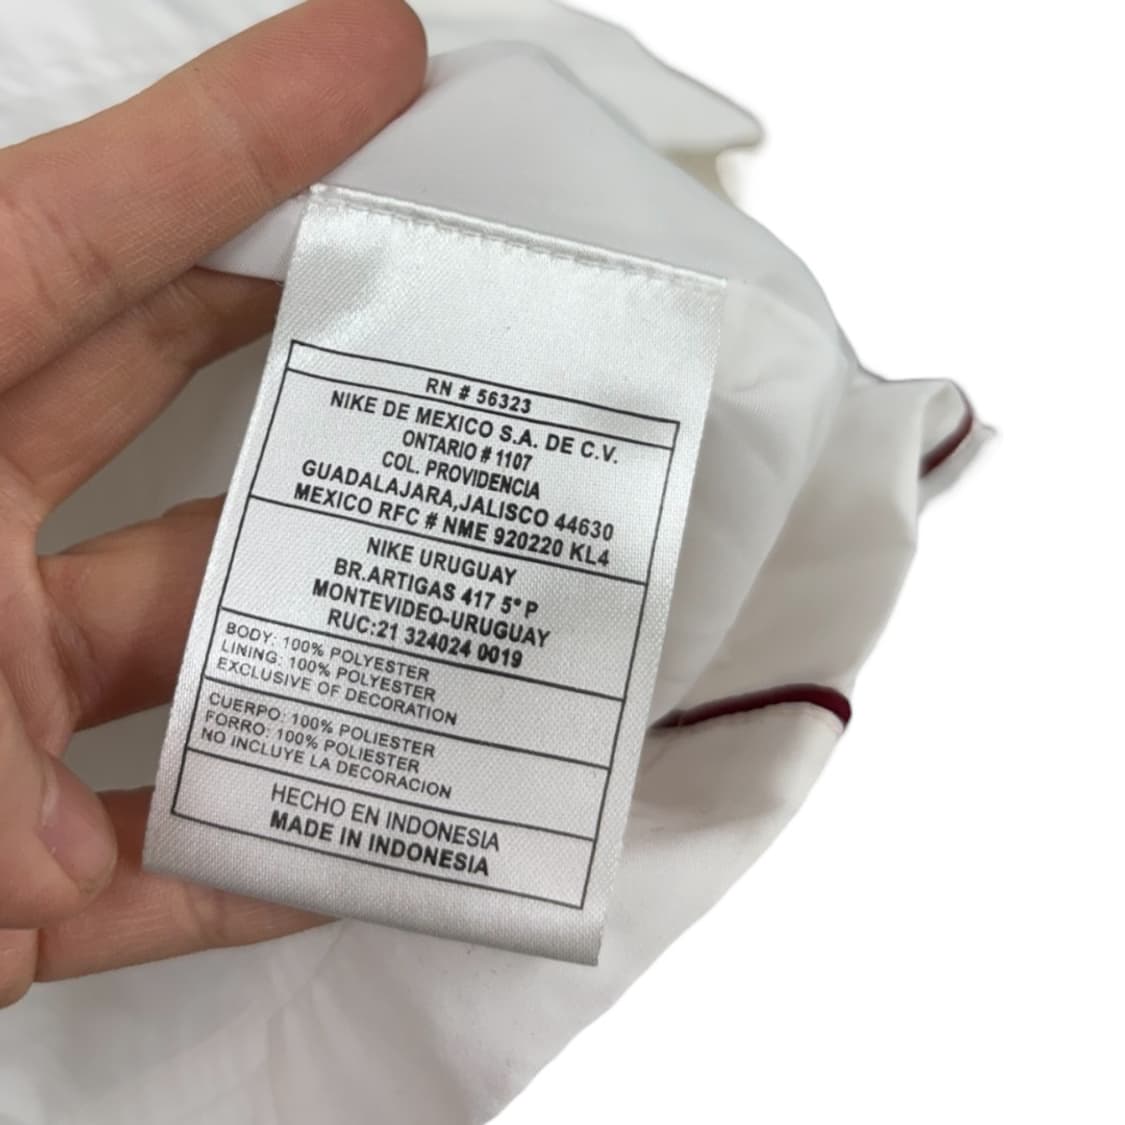 RN # 56323
NIKE DE MEXICO S.A. DE C.V.
ONTARIO # 1107
COL. PROVIDENCIA
GUADALAJARA,JALISCO 44630
MEXICO RFC # NME 920220 KL4
NIKE URUGUAY
BR.ARTIGAS 417 5° P
MONTEVIDEO-URUGUAY
RUC:21 324024 0019
BODY: 100% POLYESTER
LINING: 100% POLYESTER
EXCLUSIVE OF DECORATION
CUERPO: 100% POLIESTER
FORRO: 100% POLIESTER
NO INCLUYE LA DECORACION
HECHO EN INDONESIA
MADE IN INDONESIA